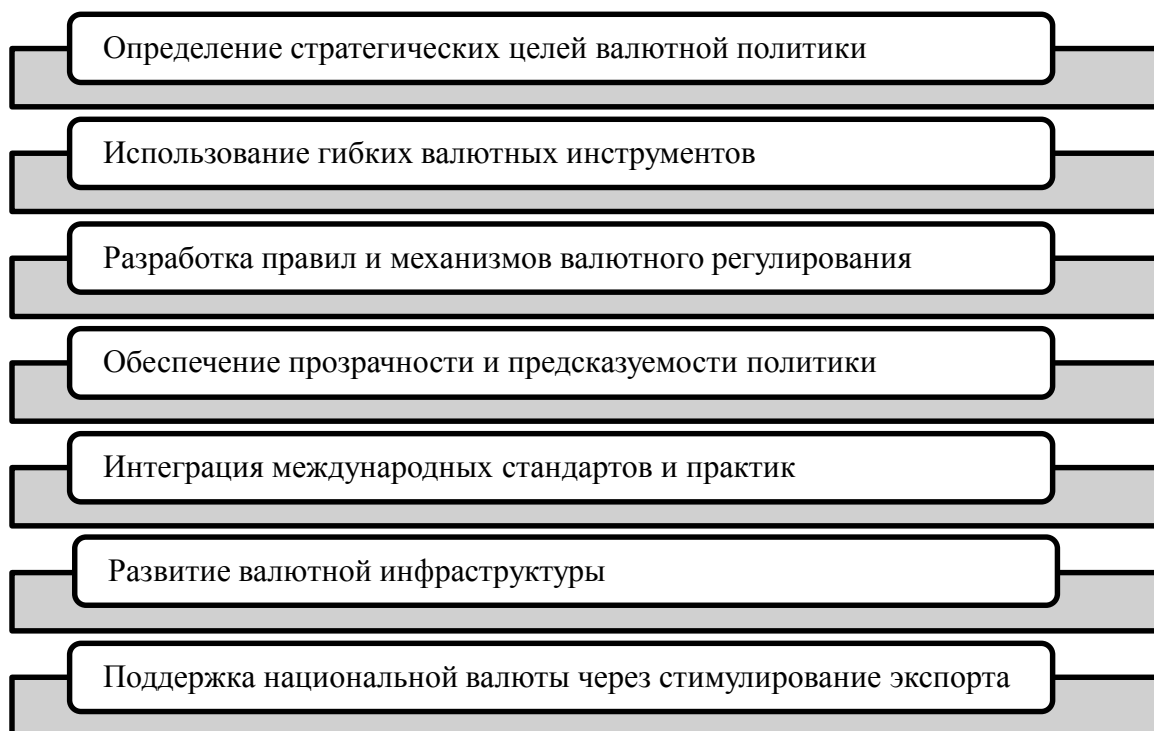 Определение стратегических целей валютной политики
Использование гибких валютных инструментов
Разработка правил и механизмов валютного регулирования
Обеспечение прозрачности и предсказуемости политики
Интеграция международных стандартов и практик
Развитие валютной инфраструктуры
Поддержка национальной валюты через стимулирование экспорта